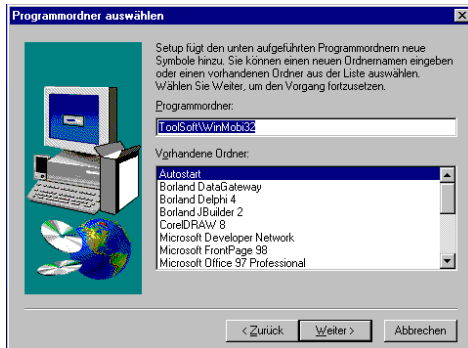 Programmordner auswählen
Setup fügt den unten aufgeführten Programmordnern neue
Symbole hinzu. Sie können einen neuen Ordnernamen eingeben
oder einen vorhandenen Ordner aus der Liste auswählen.
Wählen Sie Weiter, um den Vorgang fortzusetzen.
Programmordner:
ToolSoft\WinMobi32
Vorhandene Ordner:
Autostart
Borland DataGateway
Borland Delphi 4
Borland JBuilder 2
CorelDRAW 8
Microsoft Developer Network
Microsoft FrontPage 98
Microsoft Office 97 Professional
< Zurück Weiter > Abbrechen